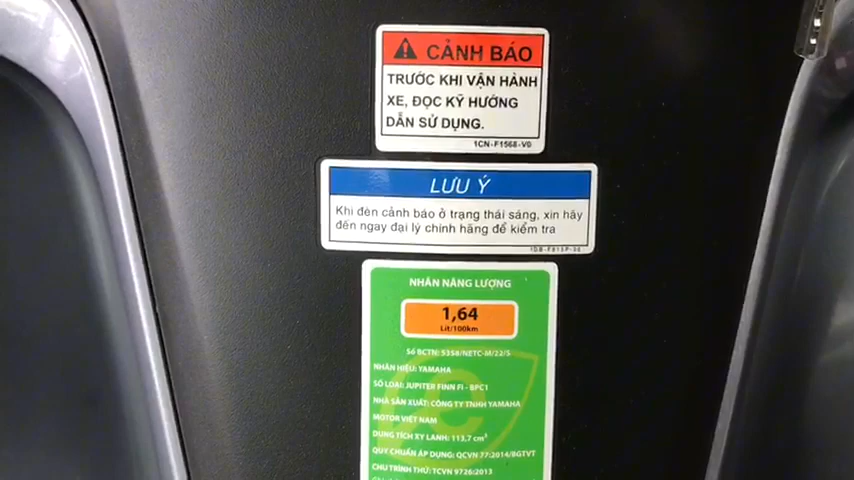 CẢNH BÁO
TRƯỚC KHI VẬN HÀNH
XE, ĐỌC KỸ HƯỚNG
DẪN SỬ DỤNG.
1CN-F1568-V0
LƯU Ý
Khi đèn cảnh báo ở trạng thái sáng, xin hãy
đến ngay đại lý chính hãng để kiểm tra
NHÃN NĂNG LƯỢNG
1,64
Lít/100km
Số BCTN: 5358/NETC-M/22/S
NHÃN HIỆU: YAMAHA
SỐ LOẠI: JUPITER FINN FI - BPC1
NHÀ SẢN XUẤT: CÔNG TY TNHH YAMAHA
MOTOR VIỆT NAM
DUNG TÍCH XY LANH: 113,7 cm³
QUY CHUẨN ÁP DỤNG: QCVN 77:2014/BGTVT
CHU TRÌNH THỬ: TCVN 9726:2013